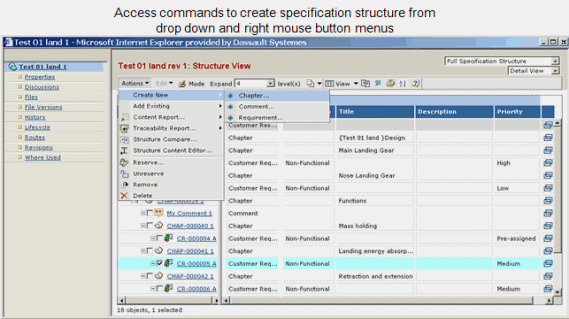 Access commands to create specification structure from
drop down and right mouse button menus
Test 01 land 1 - Microsoft Internet Explorer provided by Dassault Systemes
Test 01 land 1
Properties
Discussions
Files
File Versions
History
Lifecycle
Routes
Revisions
Where Used
Test 01 land rev 1: Structure View
Full Specification Structure
Detail View
Actions Edit Mode Expand 4 level(s) View
Create New
Add Existing
Content Report...
Traceability Report...
Structure Compare...
Structure Content Editor...
Reserve...
Unreserve
Remove
Delete
Chapter...
Comment...
Requirement...
Title Description Priority
Customer Res...
Chapter {Test 01 land }Design
Chapter Main Landing Gear
Customer Req... Non-Functional High
Chapter Nose Landing Gear
Customer Req... Non-Functional Low
Chapter Functions
My Comment 1 Comment
CHAP-000040 1 Chapter Mass holding
CR-000004 A Customer Req... Non-Functional Pre-assigned
CHAP-000041 1 Chapter Landing energy absorp...
CR-000005 A Customer Req... Non-Functional Medium
CHAP-000042 1 Chapter Retraction and extension
CR-000006 A Customer Req... Non-Functional Medium
18 objects, 1 selected